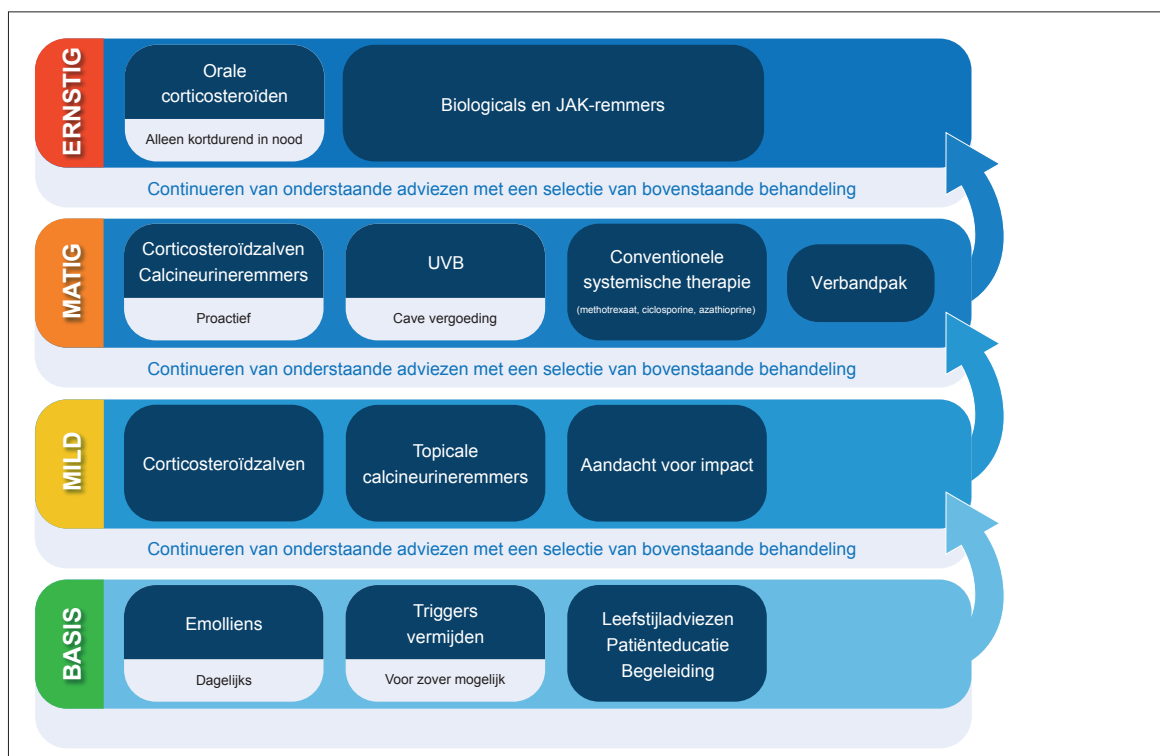 ERNSTIG
Orale
corticosteroïden
Alleen kortdurend in nood
Biologicals en JAK-remmers
Continueren van onderstaande adviezen met een selectie van bovenstaande behandeling
MATIG
Corticosteroïdzalven
Calcineurineremmers
Proactief
UVB
Cave vergoeding
Conventionele
systemische therapie
(methotrexaat, ciclosporine, azathioprine)
Verbandpak
Continueren van onderstaande adviezen met een selectie van bovenstaande behandeling
MILD
Corticosteroïdzalven
Topicale
calcineurineremmers
Aandacht voor impact
Continueren van onderstaande adviezen met een selectie van bovenstaande behandeling
BASIS
Emolliens
Dagelijks
Triggers
vermijden
Voor zover mogelijk
Leefstijladviezen
Patiënteducatie
Begeleiding